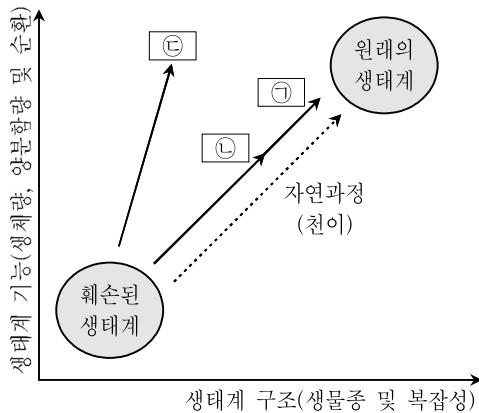 생태계 기능(생체량, 양분함량 및 순환)
㉢
원래의
생태계
㉠
㉡
자연과정
(천이)
훼손된
생태계
생태계 구조(생물종 및 복잡성)